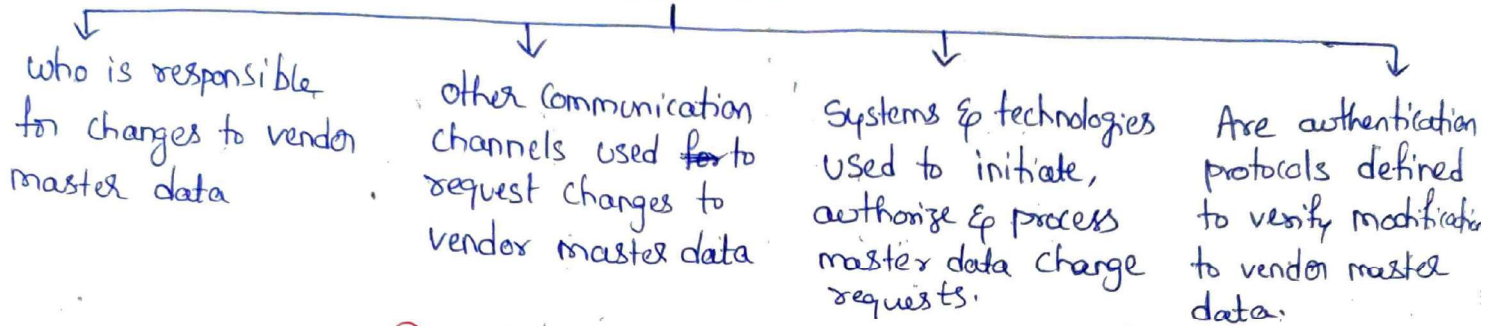 who is responsible
for changes to vendor
master data
other Communication
channels used for to
request changes to
vendor master data
Systems & technologies
used to initiate,
authorize & process
master data change
requests.
Are authentication
protocols defined
to verify modificatio
to vendor master
data.